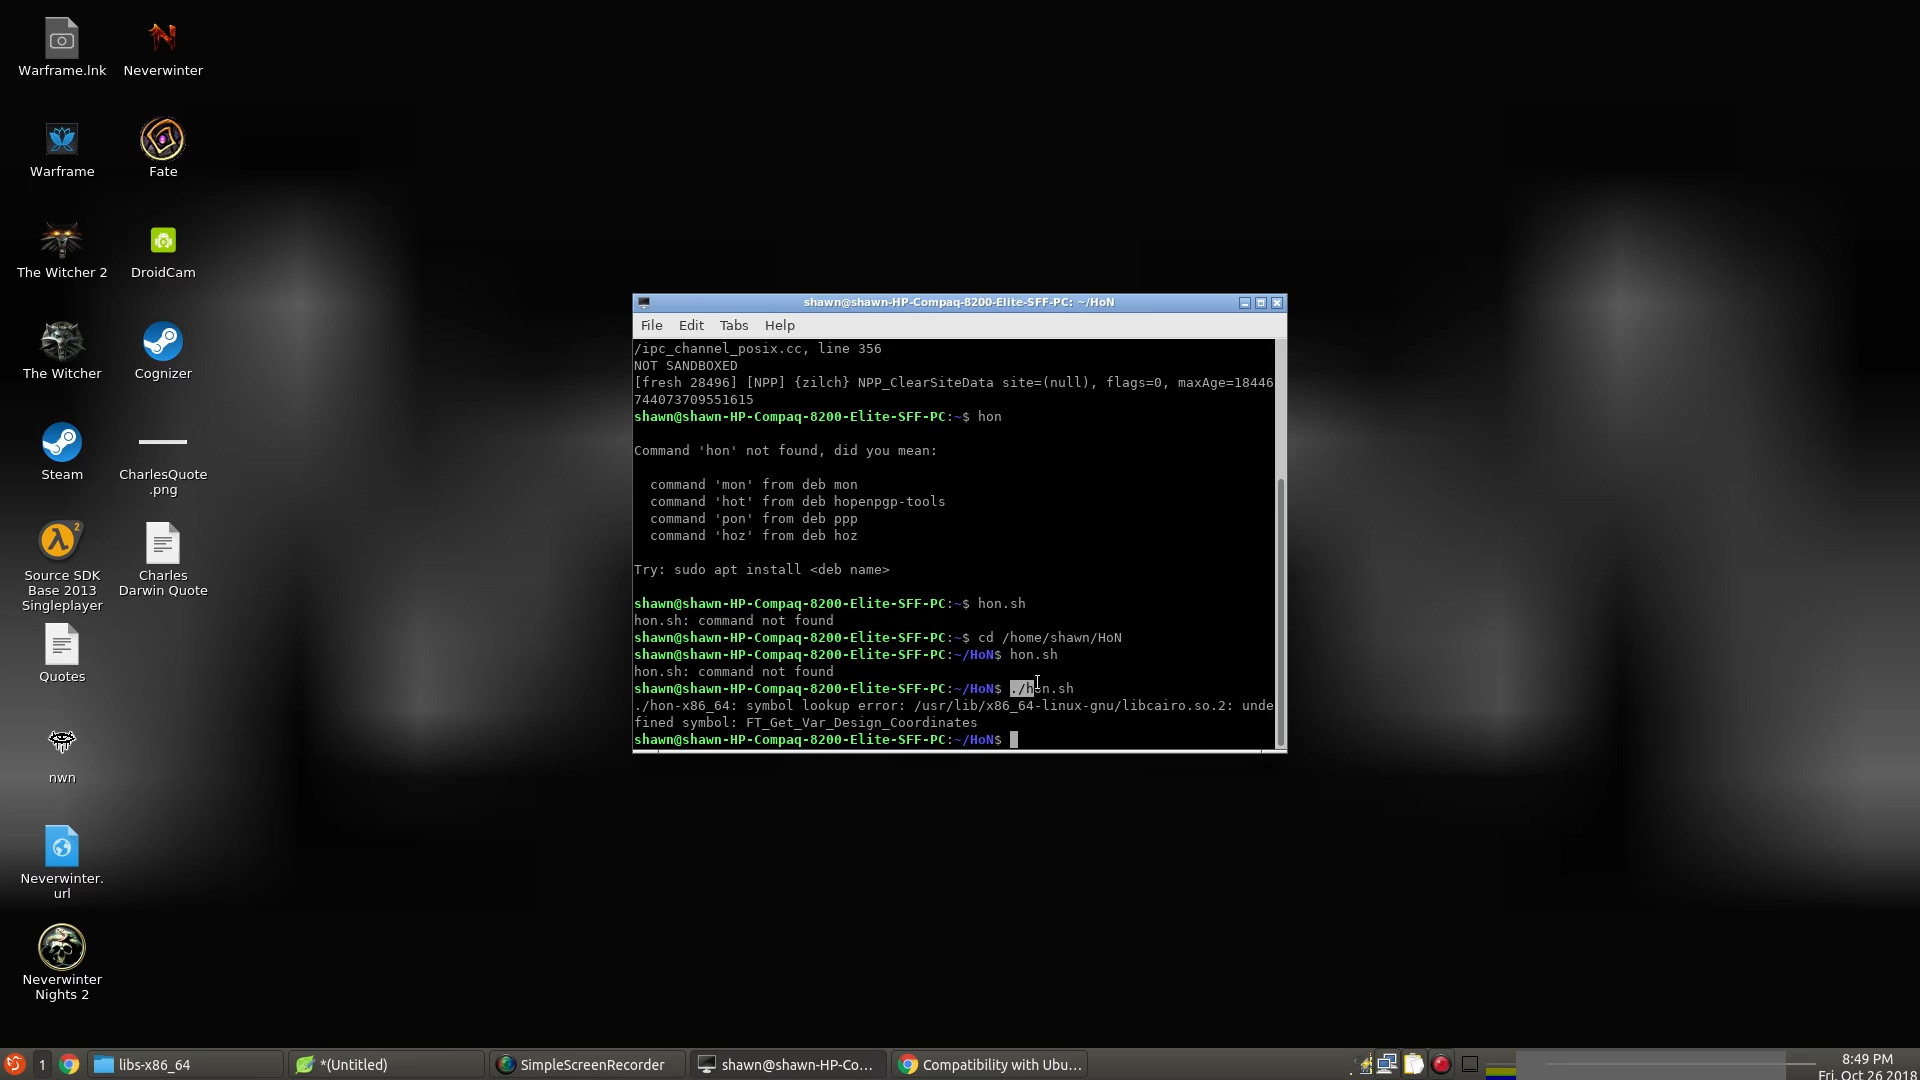 Warframe.lnk
Neverwinter
Warframe
Fate
The Witcher 2
DroidCam
The Witcher
Cognizer
Steam
CharlesQuote
.png
Source SDK
Base 2013
Singleplayer
Charles
Darwin Quote
Quotes
nwn
Neverwinter.
url
Neverwinter
Nights 2
shawn@shawn-HP-Compaq-8200-Elite-SFF-PC: ~/HoN
File Edit Tabs Help
/ipc_channel_posix.cc, line 356
NOT SANDBOXED
[fresh 28496] [NPP] {zilch} NPP_ClearSiteData site=(null), flags=0, maxAge=18446
744073709551615
shawn@shawn-HP-Compaq-8200-Elite-SFF-PC:~$ hon
Command 'hon' not found, did you mean:
command 'mon' from deb mon
command 'hot' from deb hopenpgp-tools
command 'pon' from deb ppp
command 'hoz' from deb hoz
Try: sudo apt install <deb name>
shawn@shawn-HP-Compaq-8200-Elite-SFF-PC:~$ hon.sh
hon.sh: command not found
shawn@shawn-HP-Compaq-8200-Elite-SFF-PC:~$ cd /home/shawn/HoN
shawn@shawn-HP-Compaq-8200-Elite-SFF-PC:~/HoN$ hon.sh
hon.sh: command not found
shawn@shawn-HP-Compaq-8200-Elite-SFF-PC:~/HoN$ ./hon.sh
./hon-x86_64: symbol lookup error: /usr/lib/x86_64-linux-gnu/libcairo.so.2: unde
fined symbol: FT_Get_Var_Design_Coordinates
shawn@shawn-HP-Compaq-8200-Elite-SFF-PC:~/HoN$
1
libs-x86_64
*(Untitled)
SimpleScreenRecorder
shawn@shawn-HP-Co...
Compatibility with Ubu...
8:49 PM
Fri, Oct 26 2018